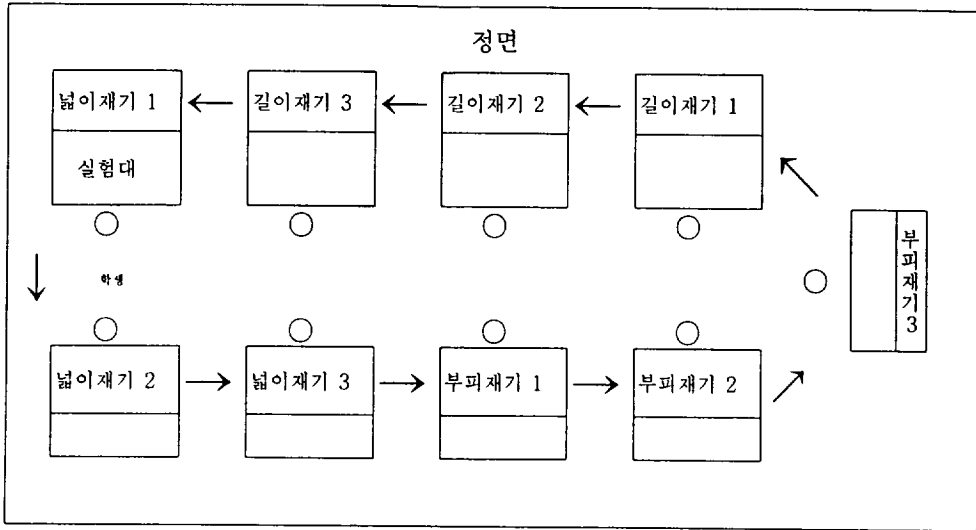 정면
넓이재기 1
길이재기 3
길이재기 2
길이재기 1
실험대
부피재기 3
학생
넓이재기 2
넓이재기 3
부피재기 1
부피재기 2